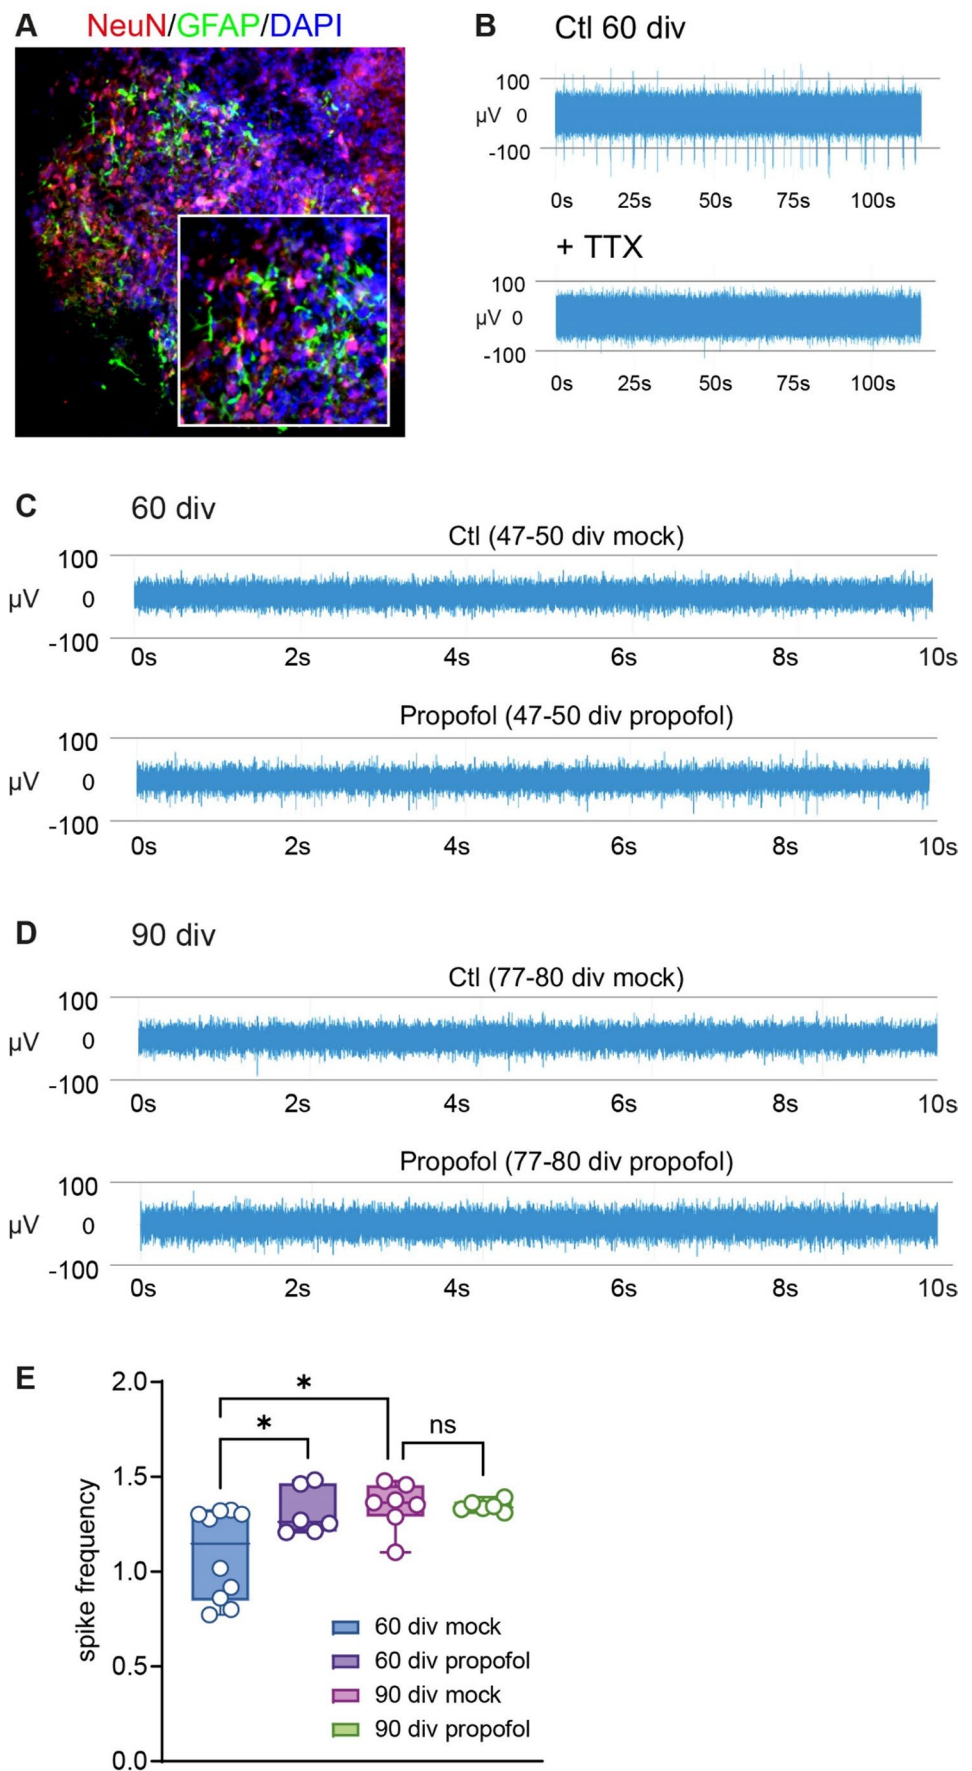 A NeuN/GFAP/DAPI
B Ctl 60 div
100
µV 0
-100
0s 25s 50s 75s 100s
+ TTX
100
µV 0
-100
0s 25s 50s 75s 100s
C 60 div
Ctl (47-50 div mock)
100
µV 0
-100
0s 2s 4s 6s 8s 10s
Propofol (47-50 div propofol)
100
µV 0
-100
0s 2s 4s 6s 8s 10s
D 90 div
Ctl (77-80 div mock)
100
µV 0
-100
0s 2s 4s 6s 8s 10s
Propofol (77-80 div propofol)
100
µV 0
-100
0s 2s 4s 6s 8s 10s
E
2.0
*
*
ns
1.5
1.0
0.5
0.0
spike frequency
60 div mock
60 div propofol
90 div mock
90 div propofol